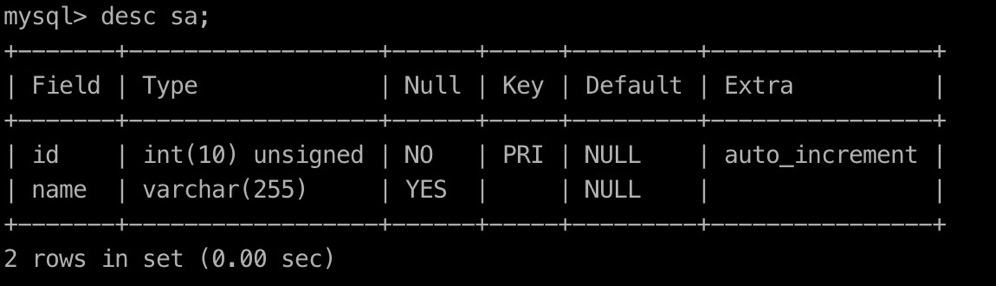 mysql> desc sa;
+-------+------------------+------+-----+---------+----------------+
| Field | Type             | Null | Key | Default | Extra          |
+-------+------------------+------+-----+---------+----------------+
| id    | int(10) unsigned | NO   | PRI | NULL    | auto_increment |
| name  | varchar(255)     | YES  |     | NULL    |                |
+-------+------------------+------+-----+---------+----------------+
2 rows in set (0.00 sec)